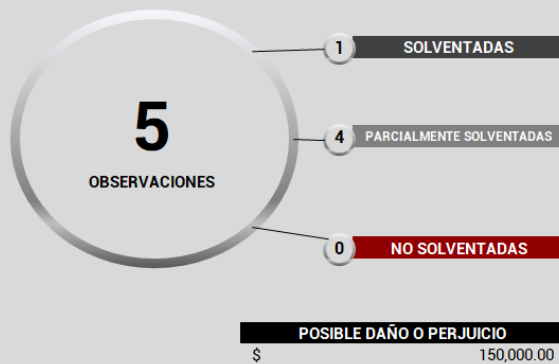 5
OBSERVACIONES
1 SOLVENTADAS
4 PARCIALMENTE SOLVENTADAS
0 NO SOLVENTADAS
POSIBLE DAÑO O PERJUICIO
$ 150,000.00